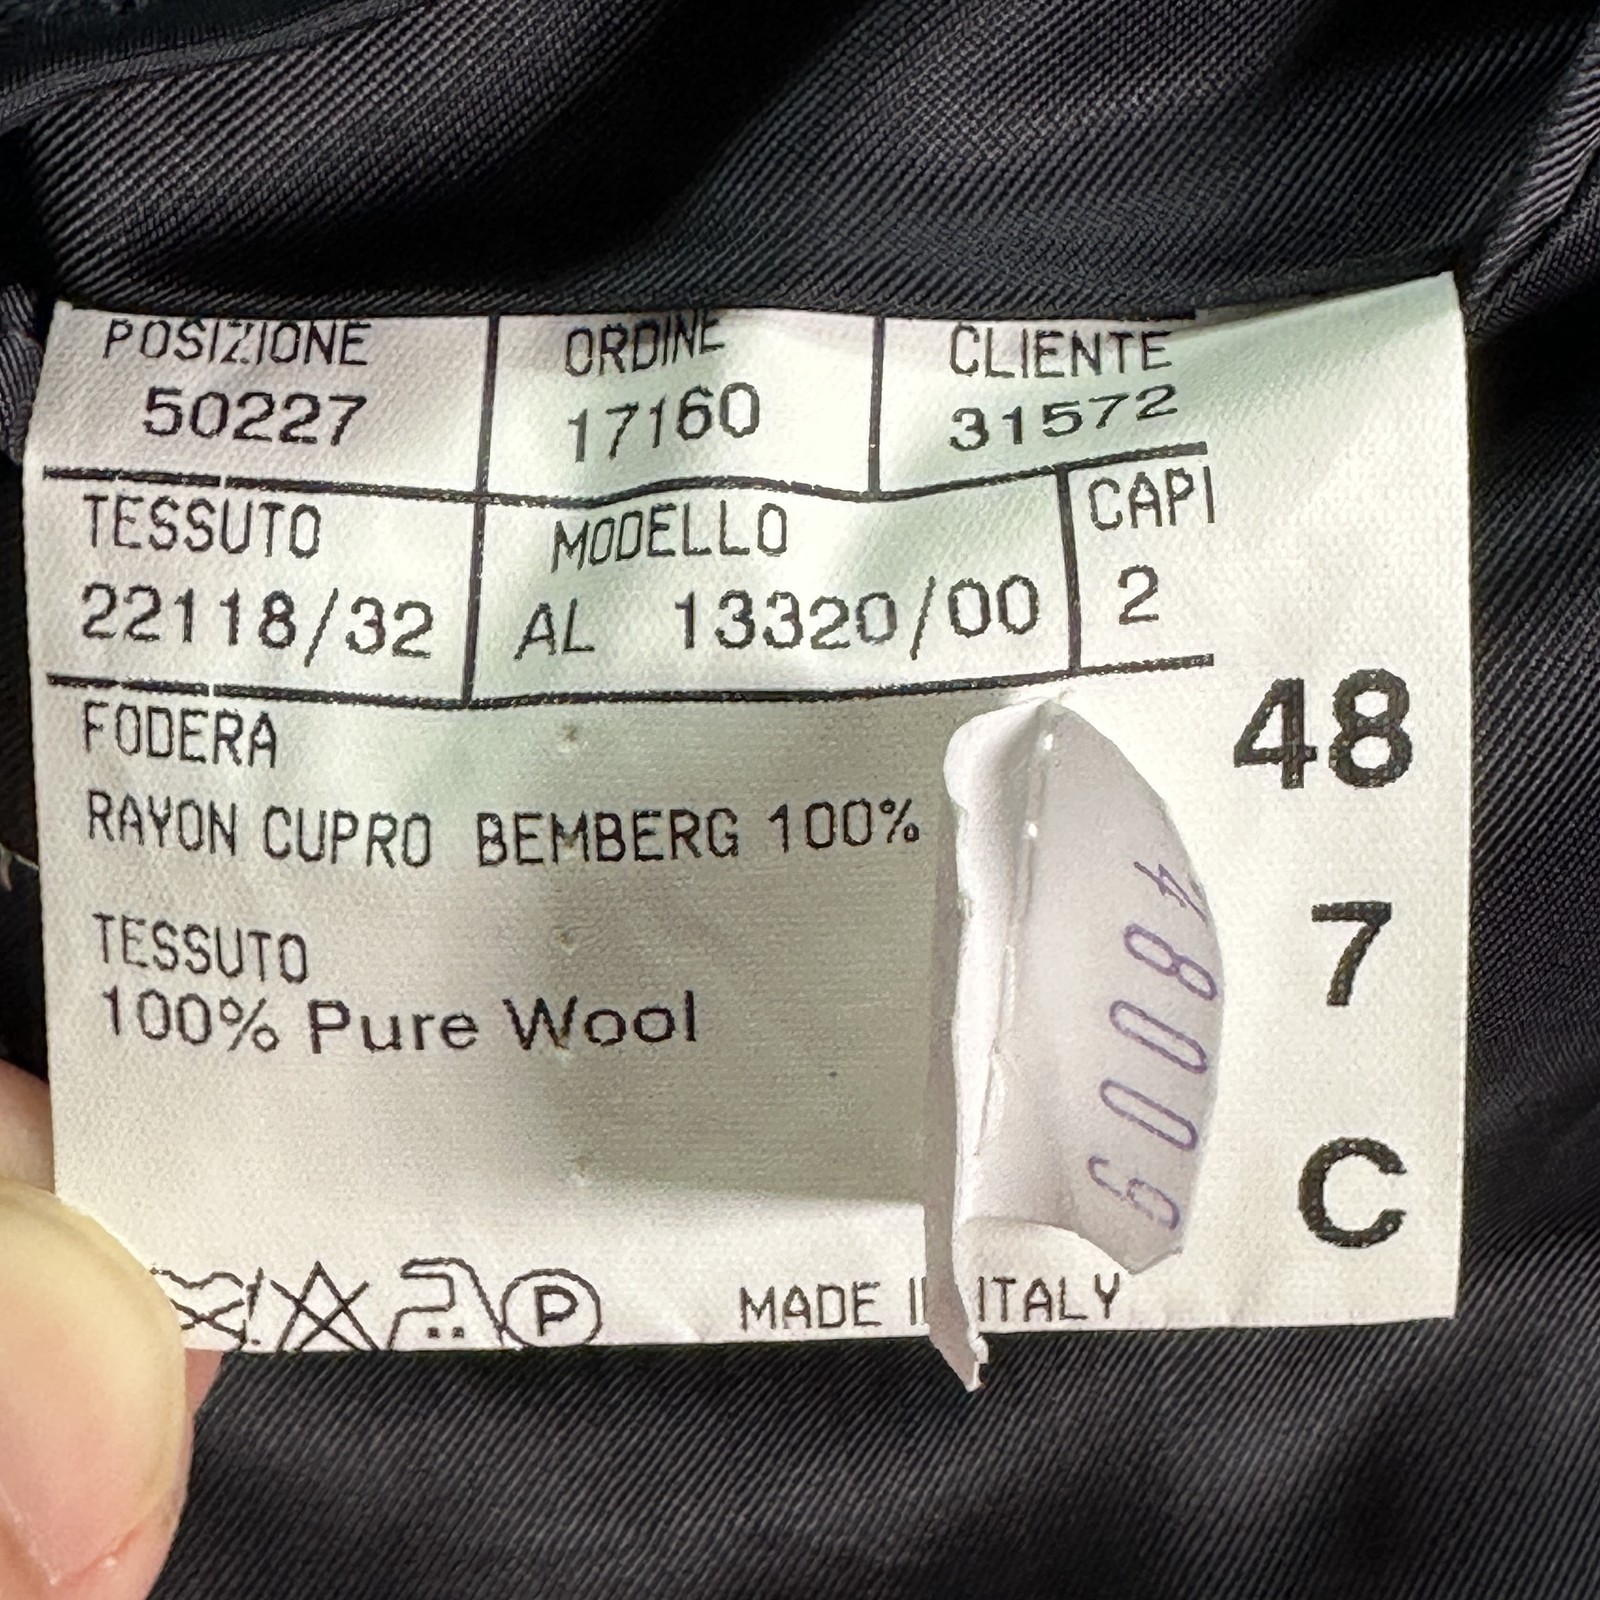 POSIZIONE ORDINE CLIENTE
50227 17160 31572
TESSUTO MODELLO CAPI
22118/32 AL 13320/00 2
FODERA
RAYON CUPRO BEMBERG 100%
TESSUTO
100% Pure Wool
MADE ITALY
48
7
C
P